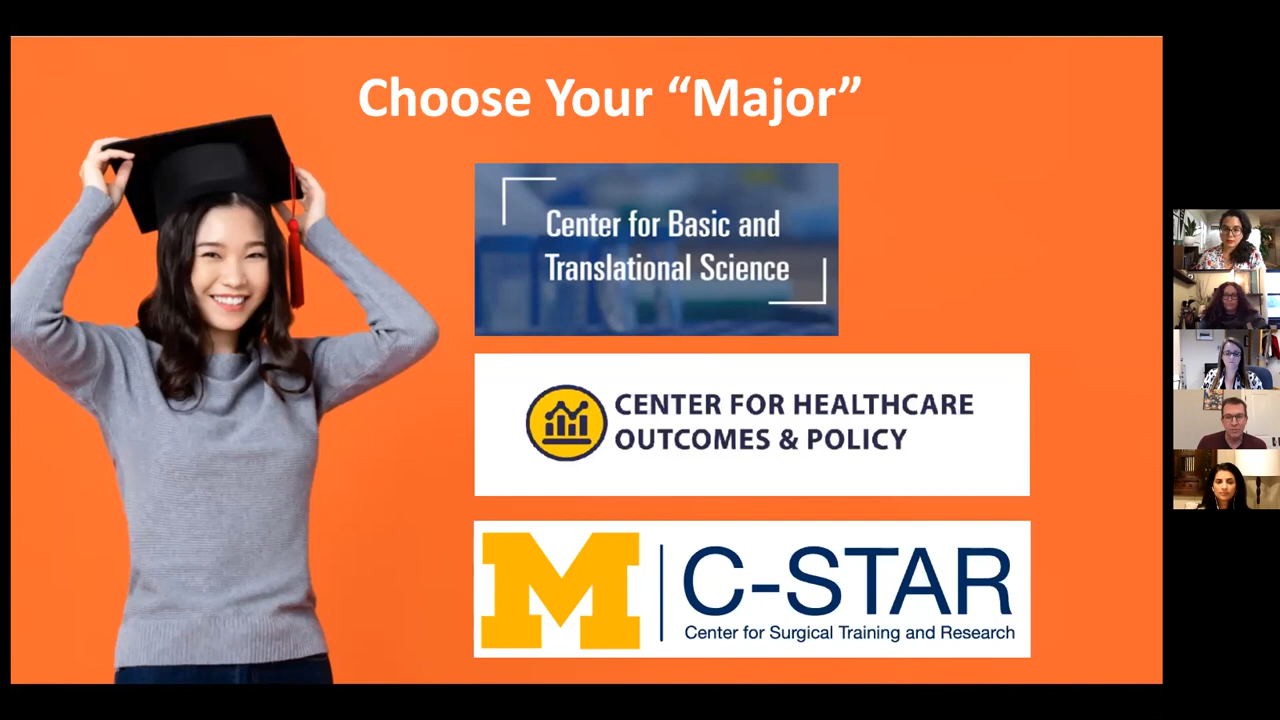 Choose Your “Major”
Center for Basic and
Translational Science
CENTER FOR HEALTHCARE
OUTCOMES & POLICY
M C-STAR
Center for Surgical Training and Research